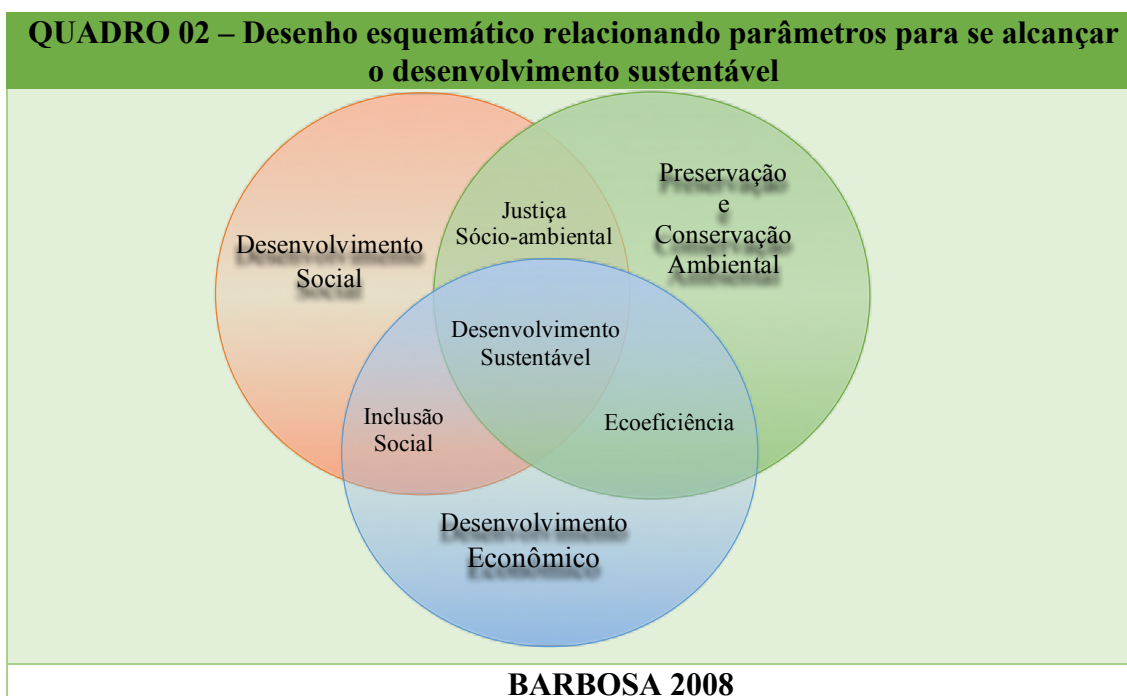 QUADRO 02 – Desenho esquemático relacionando parâmetros para se alcançar
o desenvolvimento sustentável
Preservação
e
Conservação
Ambiental
Justiça
Sócio-ambiental
Desenvolvimento
Social
Desenvolvimento
Sustentável
Inclusão
Social
Ecoeficiência
Desenvolvimento
Econômico
BARBOSA 2008